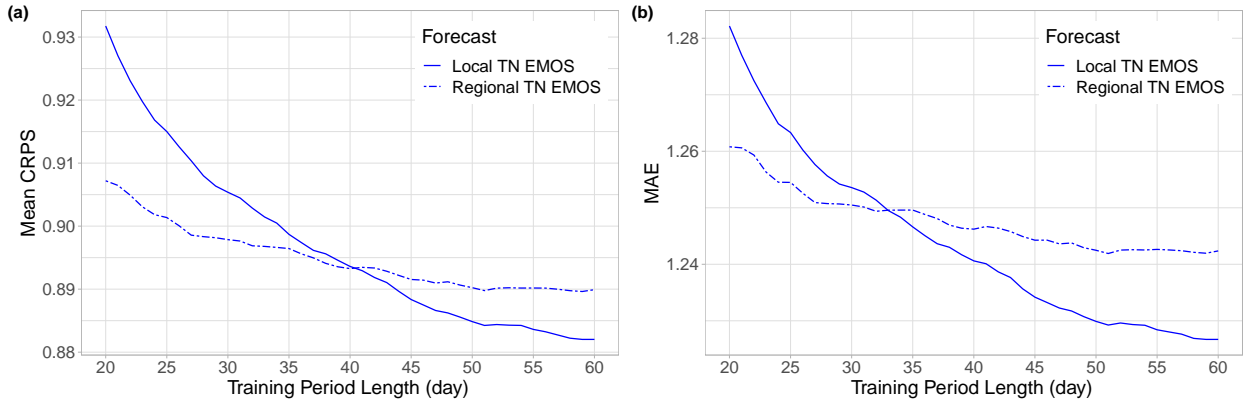 (a)
0.93
0.92
0.91
0.90
0.89
0.88
Mean CRPS
Forecast
Local TN EMOS
Regional TN EMOS
20 25 30 35 40 45 50 55 60
Training Period Length (day)
(b)
1.28
1.26
1.24
MAE
Forecast
Local TN EMOS
Regional TN EMOS
20 25 30 35 40 45 50 55 60
Training Period Length (day)